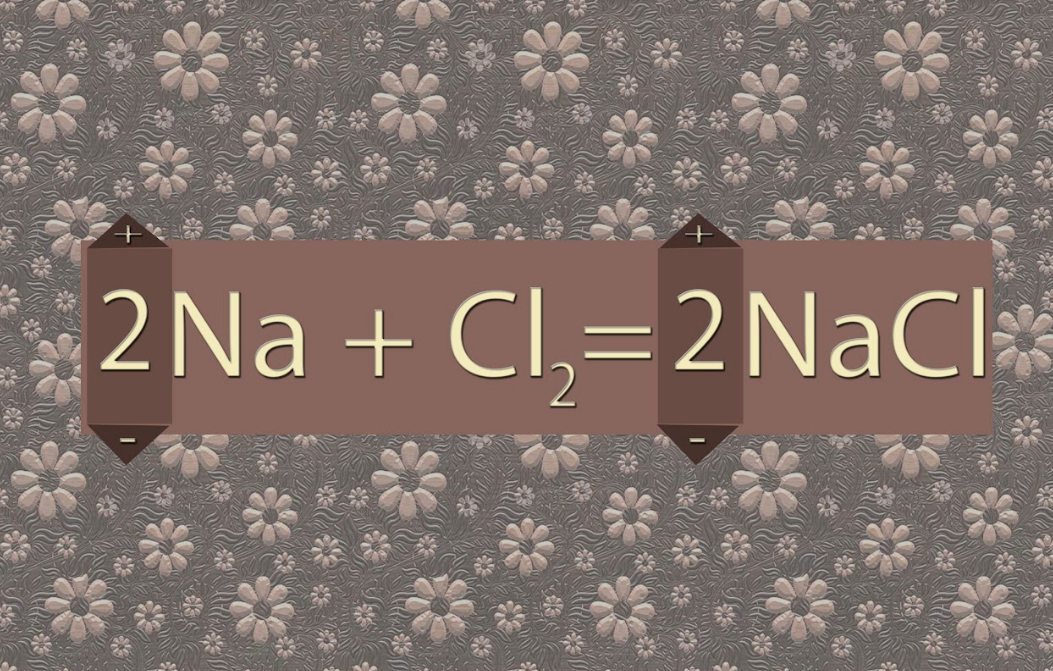 + +
2Na + Cl₂= 2NaCl
- -